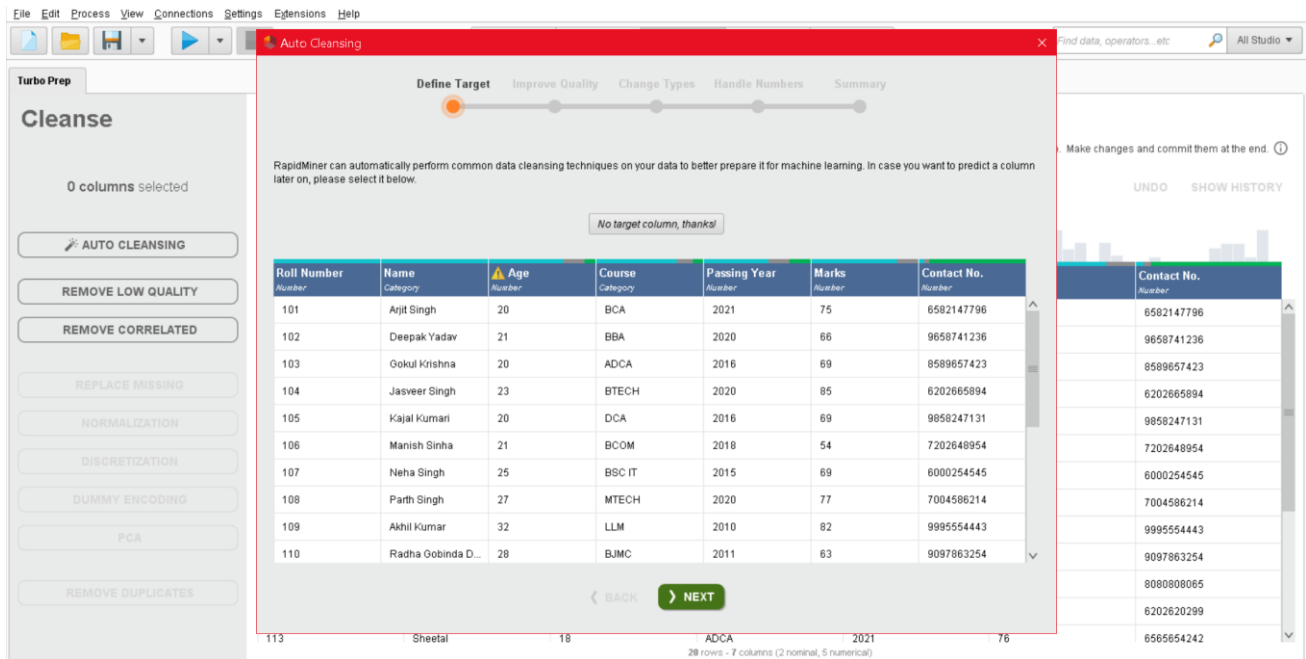 File Edit Process View Connections Settings Extensions Help
Find data, operators...etc All Studio
Auto Cleansing
Turbo Prep
Define Target Improve Quality Change Types Handle Numbers Summary
Cleanse
RapidMiner can automatically perform common data cleansing techniques on your data to better prepare it for machine learning. In case you want to predict a column
later on, please select it below.
). Make changes and commit them at the end.
0 columns selected
UNDO SHOW HISTORY
No target column, thanks!
AUTO CLEANSING
REMOVE LOW QUALITY
REMOVE CORRELATED
REPLACE MISSING
NORMALIZATION
DISCRETIZATION
DUMMY ENCODING
PCA
REMOVE DUPLICATES
Roll Number Name Age Course Passing Year Marks Contact No.
Number Category Number Category Number Number Number
101 Arjit Singh 20 BCA 2021 75 6582147796
102 Deepak Yadav 21 BBA 2020 66 9658741236
103 Gokul Krishna 20 ADCA 2016 69 8589657423
104 Jasveer Singh 23 BTECH 2020 85 6202665894
105 Kajal Kumari 20 DCA 2016 69 9858247131
106 Manish Sinha 21 BCOM 2018 54 7202648954
107 Neha Singh 25 BSC IT 2015 69 6000254545
108 Parth Singh 27 MTECH 2020 77 7004586214
109 Akhil Kumar 32 LLM 2010 82 9995554443
110 Radha Gobinda D... 28 BJMC 2011 63 9097863254
BACK NEXT
Contact No.
Number
6582147796
9658741236
8589657423
6202665894
9858247131
7202648954
6000254545
7004586214
9995554443
9097863254
8080808065
6202620299
113 Sheetal 18 ADCA 2021 76 6565654242
28 rows - 7 columns (2 nominal, 5 numerical)